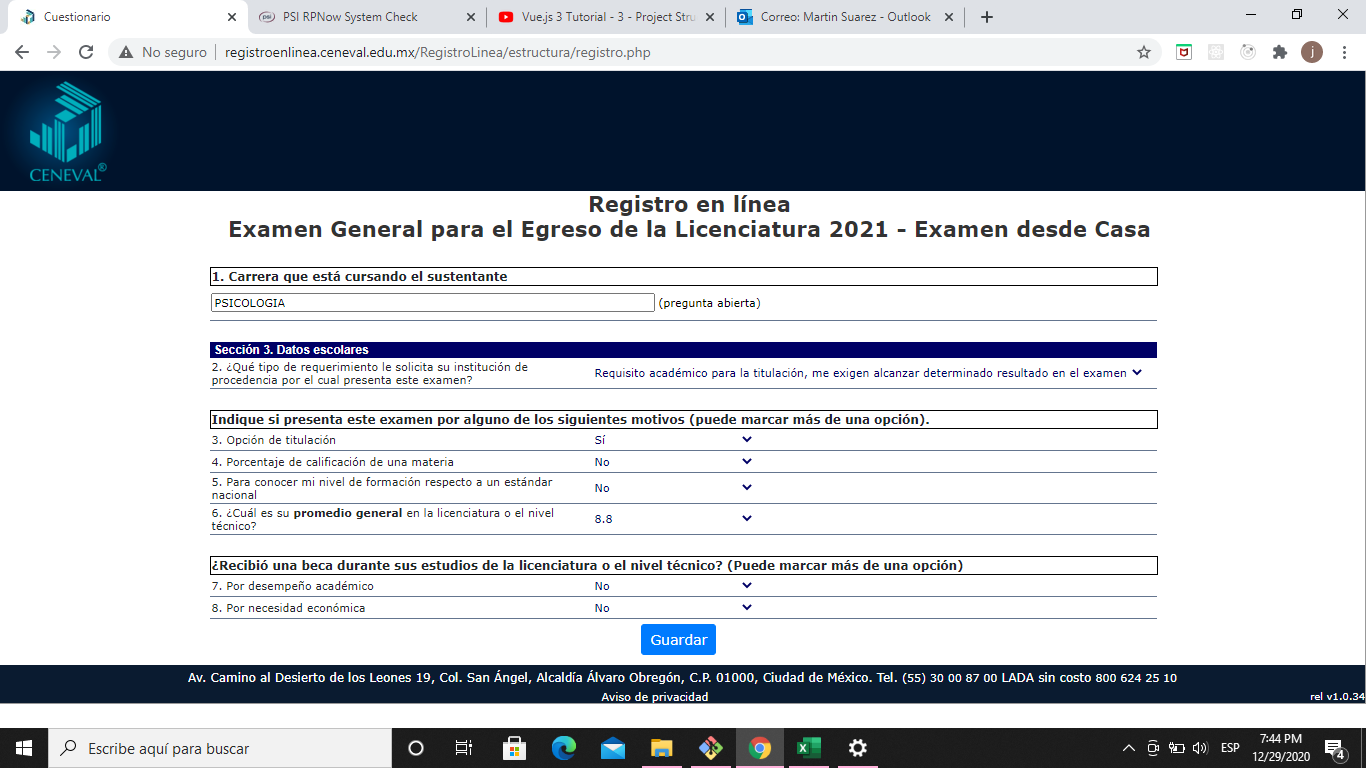 Cuestionario
PSI RPNow System Check
Vue.js 3 Tutorial - 3 - Project Stru
Correo: Martin Suarez - Outlook
No seguro
registroenlinea.ceneval.edu.mx/RegistroLinea/estructura/registro.php
j
CENEVAL®
Registro en línea
Examen General para el Egreso de la Licenciatura 2021 - Examen desde Casa
1. Carrera que está cursando el sustentante
PSICOLOGIA (pregunta abierta)
Sección 3. Datos escolares
2. ¿Qué tipo de requerimiento le solicita su institución de
procedencia por el cual presenta este examen?
Requisito académico para la titulación, me exigen alcanzar determinado resultado en el examen
Indique si presenta este examen por alguno de los siguientes motivos (puede marcar más de una opción).
3. Opción de titulación Sí
4. Porcentaje de calificación de una materia No
5. Para conocer mi nivel de formación respecto a un estándar
nacional
No
6. ¿Cuál es su promedio general en la licenciatura o el nivel
técnico?
8.8
¿Recibió una beca durante sus estudios de la licenciatura o el nivel técnico? (Puede marcar más de una opción)
7. Por desempeño académico No
8. Por necesidad económica No
Guardar
Av. Camino al Desierto de los Leones 19, Col. San Ángel, Alcaldía Álvaro Obregón, C.P. 01000, Ciudad de México. Tel. (55) 30 00 87 00 LADA sin costo 800 624 25 10
Aviso de privacidad
rel v1.0.34
Escribe aquí para buscar
ESP
7:44 PM
12/29/2020
4